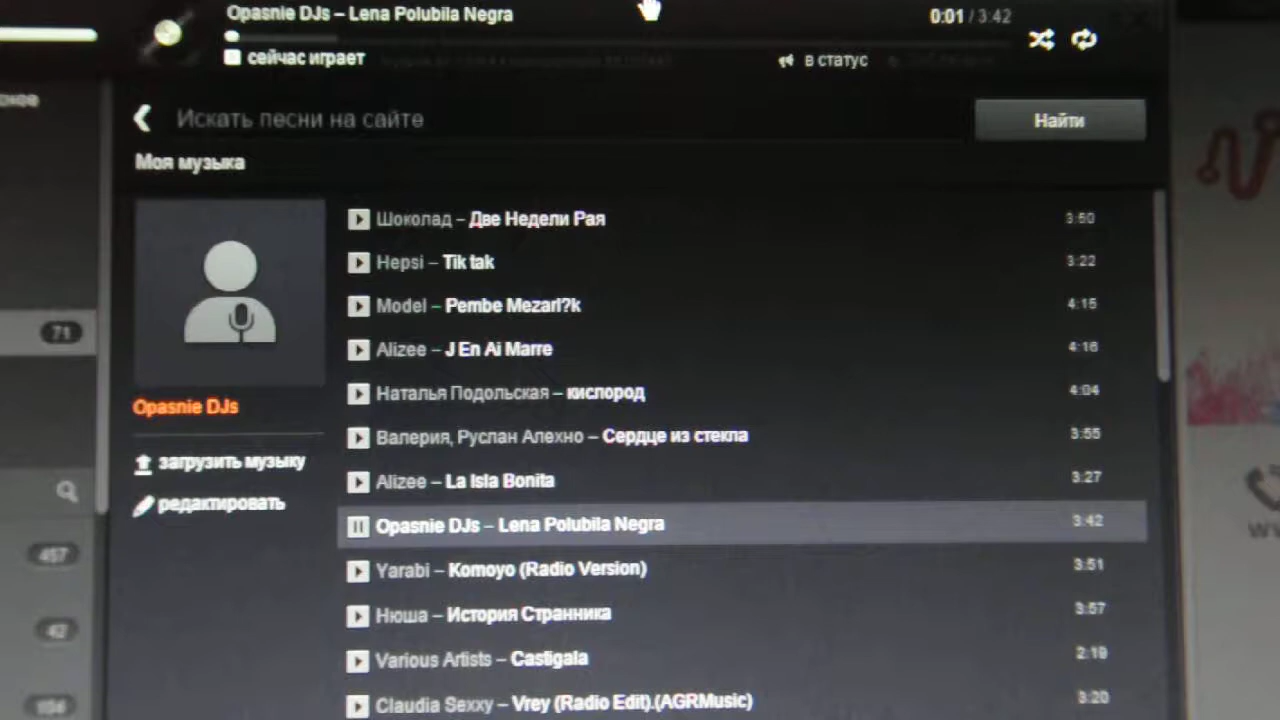 Opasnie DJs – Lena Polubila Negra
0:01 / 3:42
сейчас играет
в статус
Искать песни на сайте
Найти
Моя музыка
Шоколад – Две Недели Рая 3:50
Hepsi – Tik tak 3:22
Model – Pembe Mezarl?k 4:15
71
Alizee – J En Ai Marre 4:16
Наталья Подольская – киспород 4:04
Opasnie DJs
Валерия, Руслан Алехно – Сердце из стекла 3:55
загрузить музыку
Alizee – La Isla Bonita 3:27
редактировать
Opasnie DJs – Lena Polubila Negra 3:42
457
Yarabi – Komoyo (Radio Version) 3:51
Нюша – История Странника 3:57
42
Various Artists – Castigala 2:19
Claudia Sexxy – Vrey (Radio Edit).(AGRMusic) 3:20